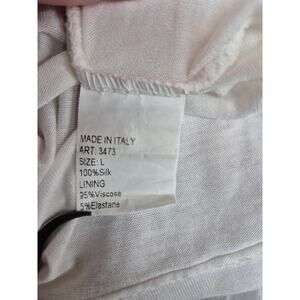 MADE IN ITALY
ART: 3473
SIZE: L
100%Silk
LINING
95%Viscose
5%Elastane